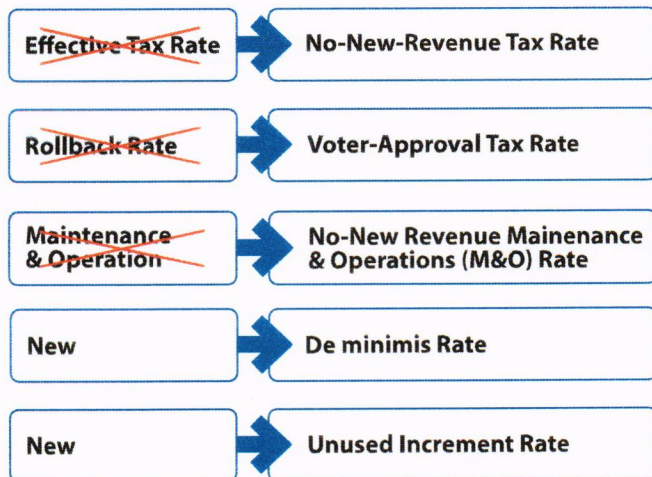 Effective Tax Rate
No-New-Revenue Tax Rate
Rollback Rate
Voter-Approval Tax Rate
Maintenance
& Operation
No-New Revenue Mainenance
& Operations (M&O) Rate
New
De minimis Rate
New
Unused Increment Rate